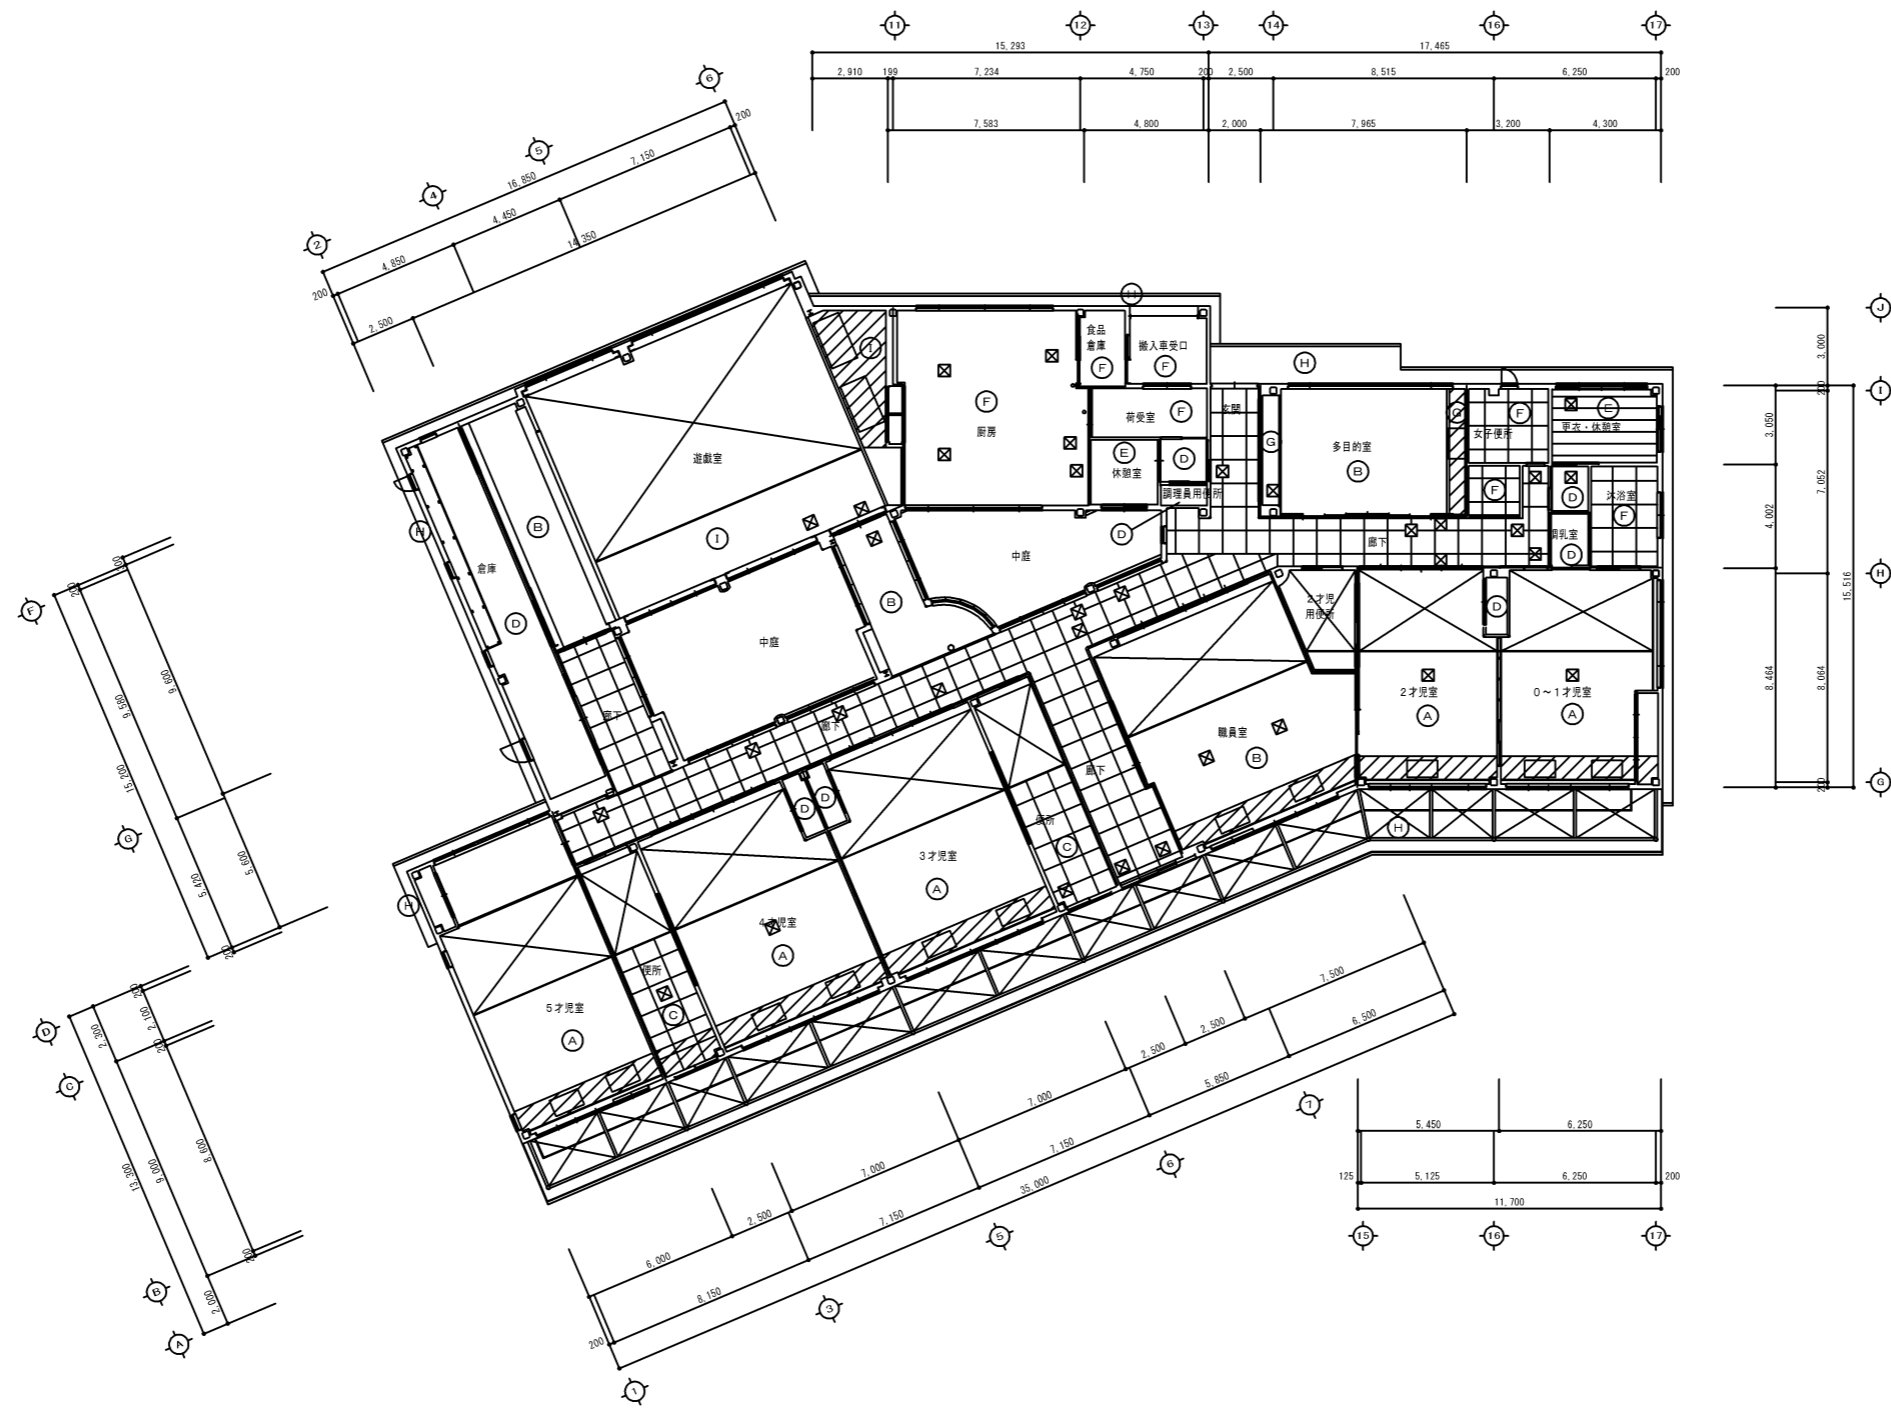 11 12 13 14 16 17
15,293 17,465
2,910 199 7,234 4,750 200 2,500 8,515 6,250 200
7,583 4,800 2,000 7,965 3,200 4,300
2 4 5 6
16,850
200 4,850 4,450 7,150 200
2,500 14,350
H
食品
倉庫
F
搬入車受口
F
H
I
F
厨房
荷受室
F
玄関
E
休憩室
D
調理員用便所
D
G
多目的室
B
G
F
女子便所
E
更衣・休憩室
F
D
沐浴室
F
調乳室
D
廊下
遊戯室
I
B
H
倉庫
D
中庭
B
中庭
廊下
廊下
廊下
2才児
用便所
D
2才児室
A
0～1才児室
A
職員室
B
H
D
D
3才児室
A
便所
C
H
4才児室
A
5才児室
A
便所
C
J
3,000
I
200
3,050
7,052
4,002
H
15,516
8,464
8,064
G
200
F
200
200
9,600
9,580
15,200
G
5,600
5,420
200
D
200
2,100
2,300
200
C
8,600
9,000
13,300
B
200
2,000
A
7,500
2,500
2,500
6,500
7,000
5,850
7,000
7,150
35,000
2,500
7,150
6,000
8,150
200
1 3 5 6 7
5,450 6,250
125 5,125 6,250 200
11,700
15 16 17